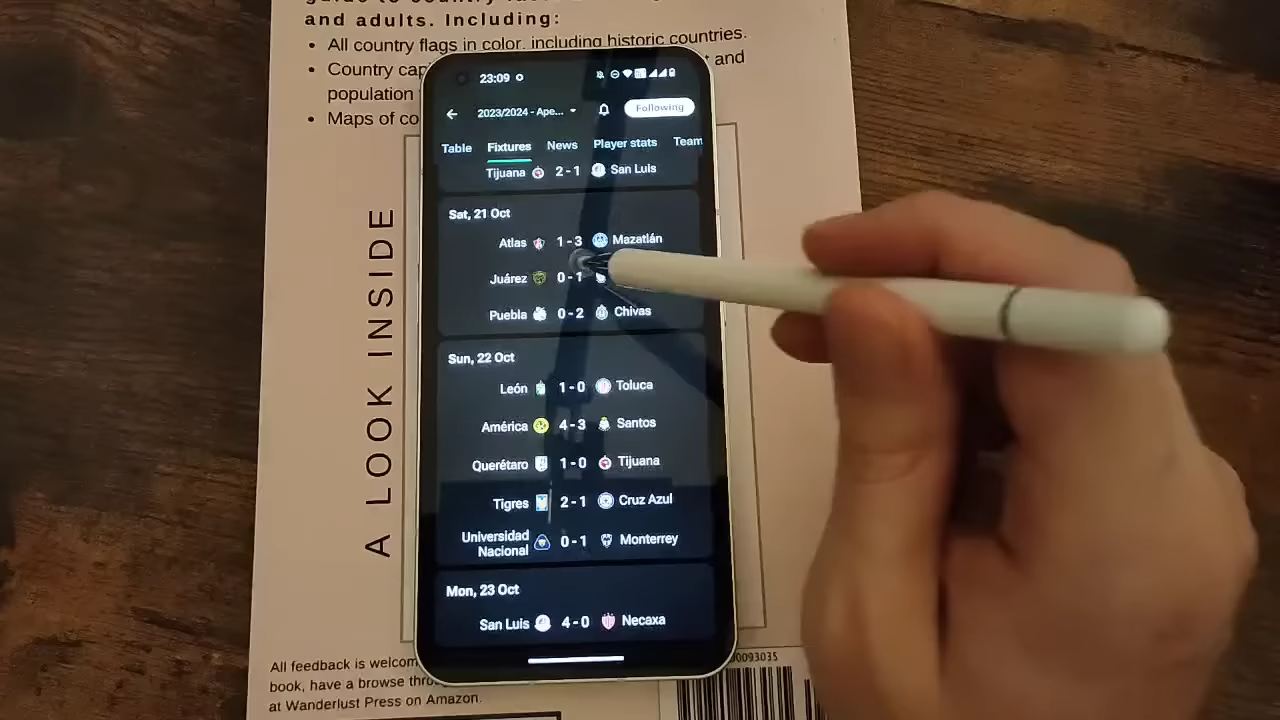 and adults. Including:
• All country flags in color, including historic countries.
• Country
and
population
• Maps of
A LOOK INSIDE
23:09
2023/2024 - Ape...
Following
Table Fixtures News Player stats Team
Tijuana 2 - 1 San Luis
Sat, 21 Oct
Atlas 1 - 3 Mazatlán
Juárez 0 - 1
Puebla 0 - 2 Chivas
Sun, 22 Oct
León 1 - 0 Toluca
América 4 - 3 Santos
Querétaro 1 - 0 Tijuana
Tigres 2 - 1 Cruz Azul
Universidad
Nacional 0 - 1 Monterrey
Mon, 23 Oct
San Luis 4 - 0 Necaxa
All feedback is
book, have a browse
at Wanderlust Press on Amazon.
0093035